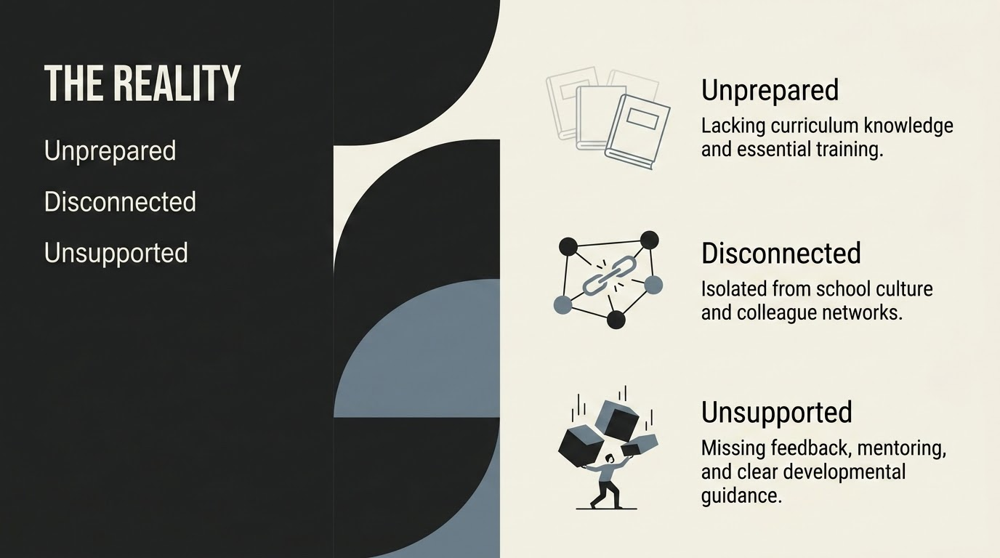 THE REALITY
Unprepared
Disconnected
Unsupported
Unprepared
Lacking curriculum knowledge
and essential training.
Disconnected
Isolated from school culture
and colleague networks.
Unsupported
Missing feedback, mentoring,
and clear developmental
guidance.